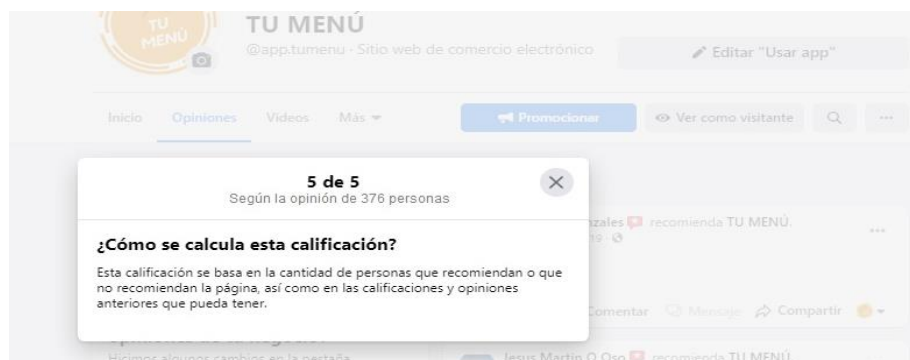 TU MENÚ
TU
MENÚ
@app.tumenu · Sitio web de comercio electrónico
Editar "Usar app"
Inicio Opiniones Videos Más
Promocionar
Ver como visitante
5 de 5
Según la opinión de 376 personas
nzales recomienda TU MENÚ.
19 ·
¿Cómo se calcula esta calificación?
Esta calificación se basa en la cantidad de personas que recomiendan o que
no recomiendan la página, así como en las calificaciones y opiniones
anteriores que pueda tener.
Comentar Mensaje Compartir
Hicimos algunos cambios en la pestaña
Jesus Martin O Oso recomienda TU MENÚ.